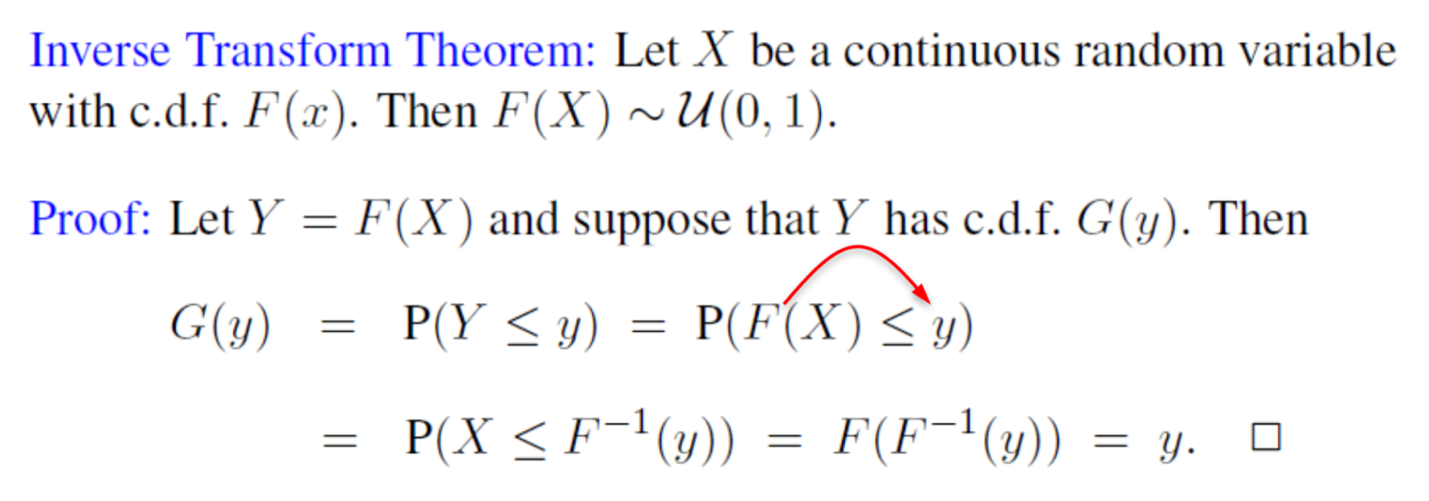 Inverse Transform Theorem: Let X be a continuous random variable
with c.d.f. F(x). Then F(X) ∼ 𝒰(0, 1).
Proof: Let Y = F(X) and suppose that Y has c.d.f. G(y). Then
G(y) = P(Y ≤ y) = P(F(X) ≤ y)
= P(X ≤ F⁻¹(y)) = F(F⁻¹(y)) = y. □